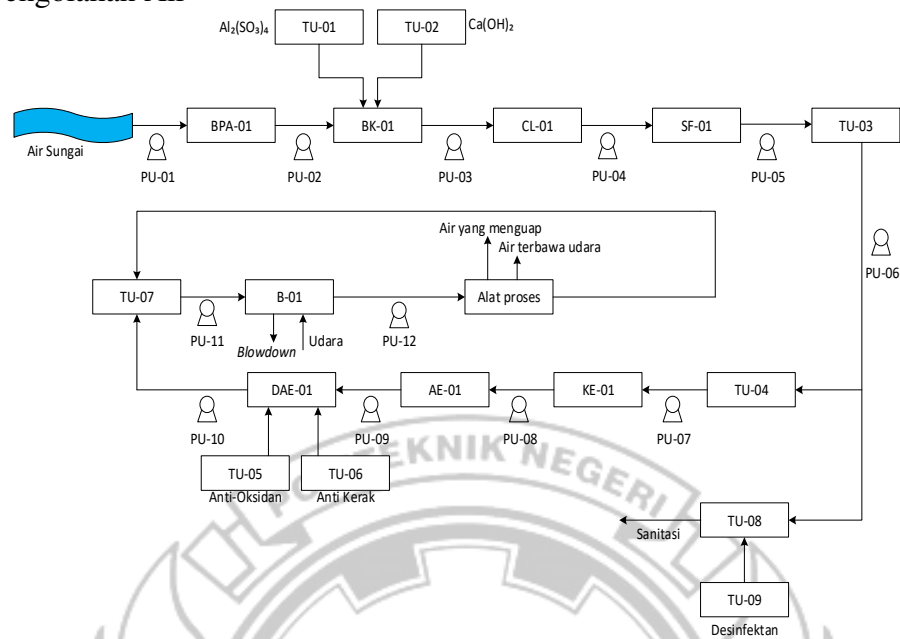 engolahan Air
Al₂(SO₃)₄
TU-01
TU-02
Ca(OH)₂
BPA-01
BK-01
CL-01
SF-01
TU-03
Air Sungai
PU-01
PU-02
PU-03
PU-04
PU-05
PU-06
Air yang menguap
Air terbawa udara
TU-07
B-01
Alat proses
PU-11
Blowdown
Udara
PU-12
DAE-01
AE-01
KE-01
TU-04
PU-10
PU-09
PU-08
PU-07
TU-05
TU-06
Anti-Oksidan
Anti Kerak
POLITEKNIK NEGERI
TU-08
Sanitasi
TU-09
Desinfektan